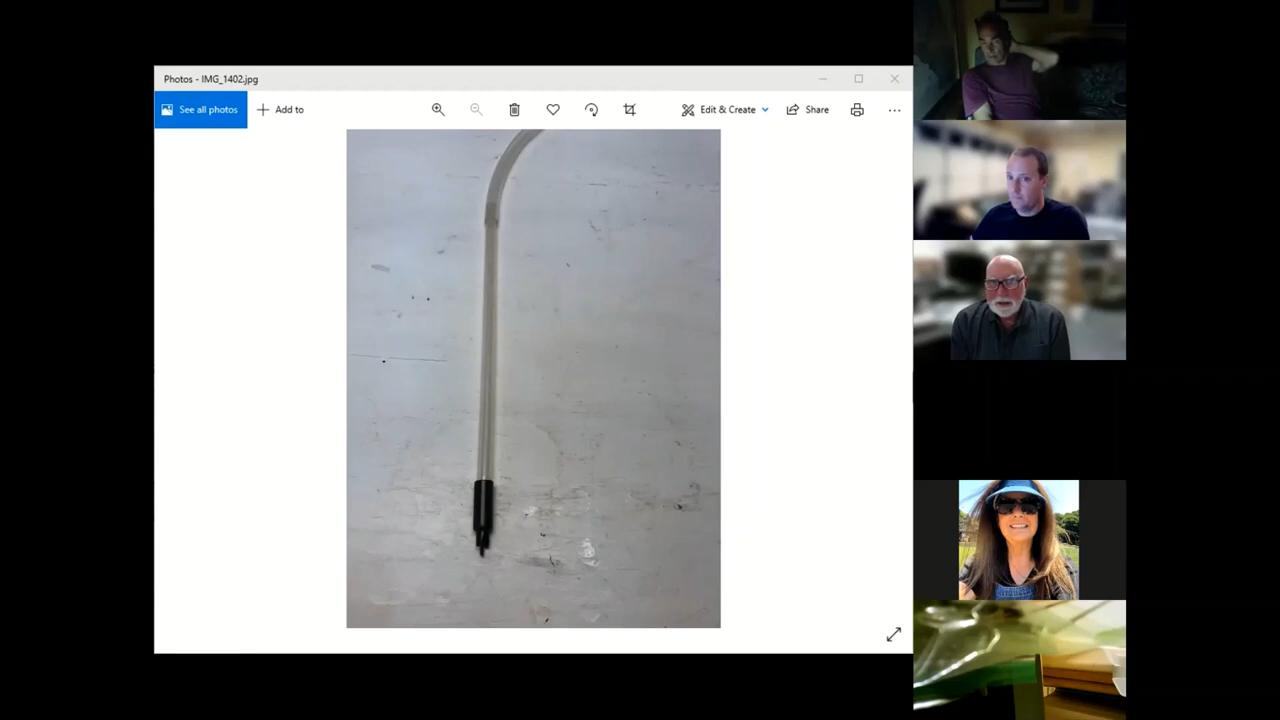 Photos - IMG_1402.jpg
See all photos
Add to
Edit & Create
Share